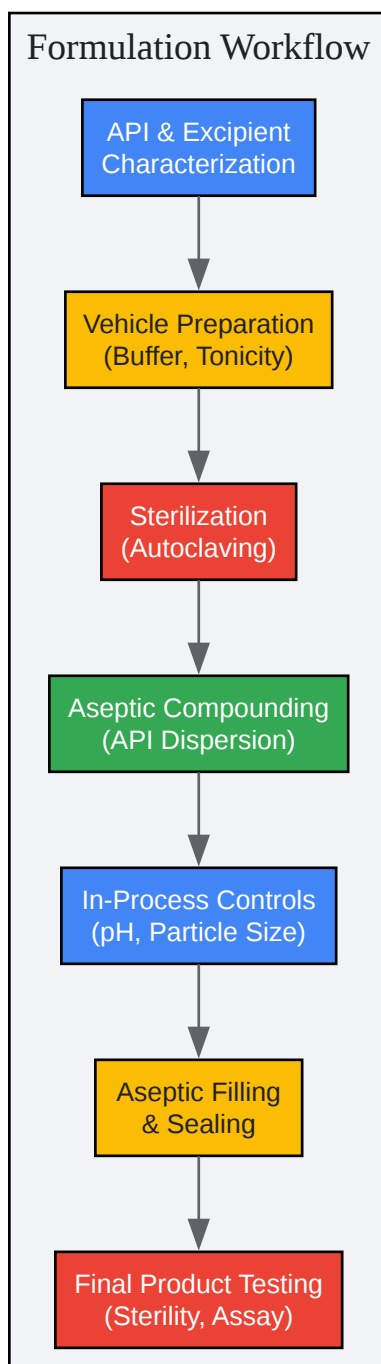 Formulation Workflow
API & Excipient
Characterization
Vehicle Preparation
(Buffer, Tonicity)
Sterilization
(Autoclaving)
Aseptic Compounding
(API Dispersion)
In-Process Controls
(pH, Particle Size)
Aseptic Filling
& Sealing
Final Product Testing
(Sterility, Assay)